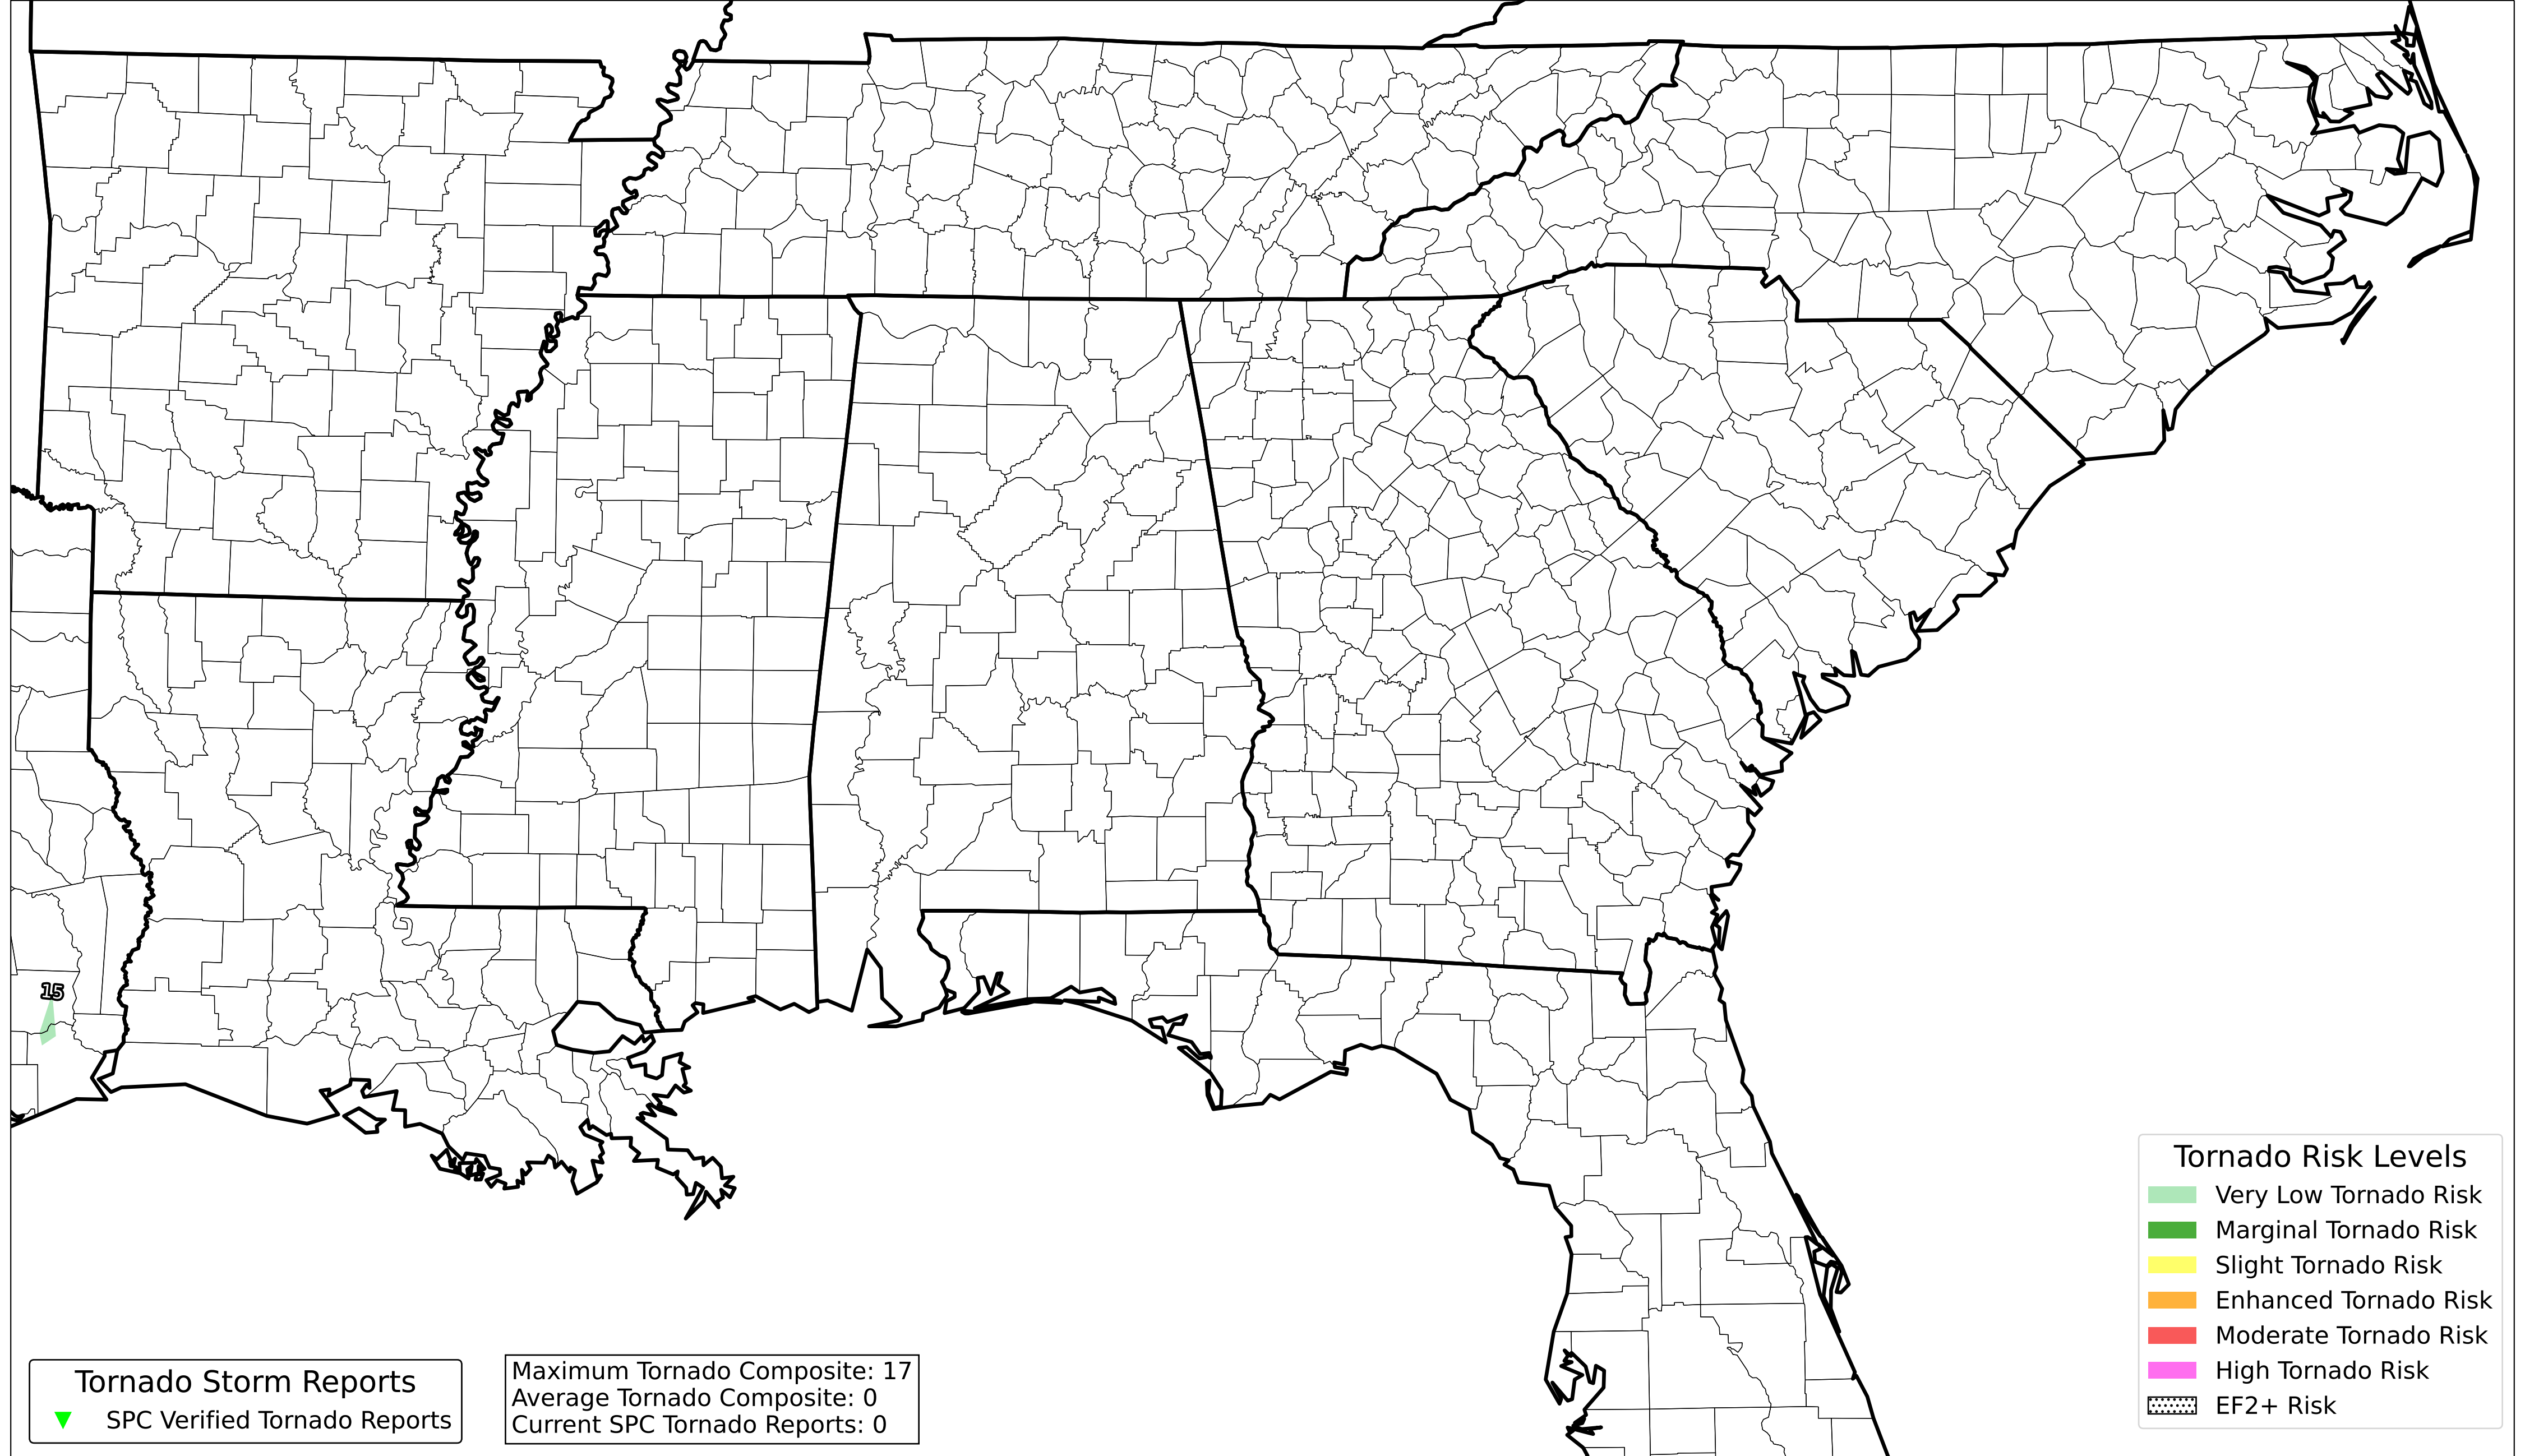 15
Tornado Risk Levels
Very Low Tornado Risk
Marginal Tornado Risk
Slight Tornado Risk
Enhanced Tornado Risk
Moderate Tornado Risk
High Tornado Risk
EF2+ Risk
Tornado Storm Reports
SPC Verified Tornado Reports
Maximum Tornado Composite: 17
Average Tornado Composite: 0
Current SPC Tornado Reports: 0